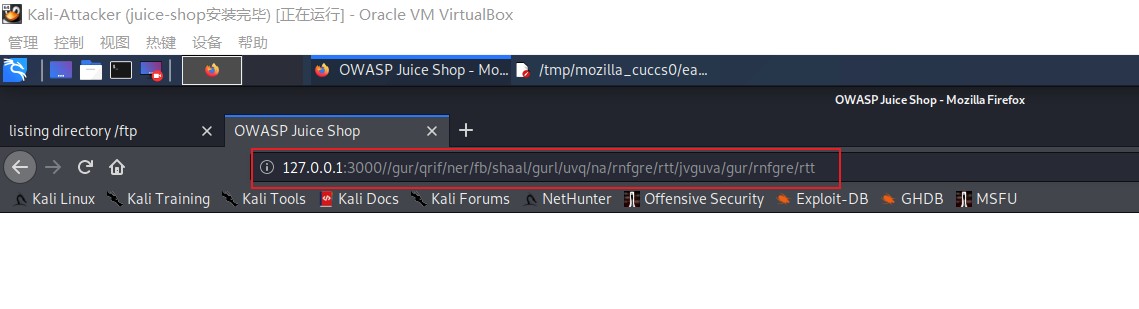 Kali-Attacker (juice-shop安装完毕) [正在运行] - Oracle VM VirtualBox
管理 控制 视图 热键 设备 帮助
OWASP Juice Shop - Mo... /tmp/mozilla_cuccs0/ea...
OWASP Juice Shop - Mozilla Firefox
listing directory /ftp OWASP Juice Shop
127.0.0.1:3000//gur/qrif/ner/fb/shaal/gurl/uvq/na/rnfgre/rtt/jvguva/gur/rnfgre/rtt
Kali Linux Kali Training Kali Tools Kali Docs Kali Forums NetHunter Offensive Security Exploit-DB GHDB MSFU